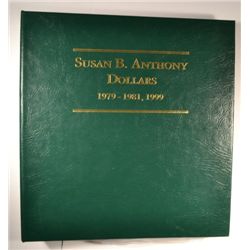 SUSAN B. ANTHONY
DOLLARS
1979 - 1981, 1999